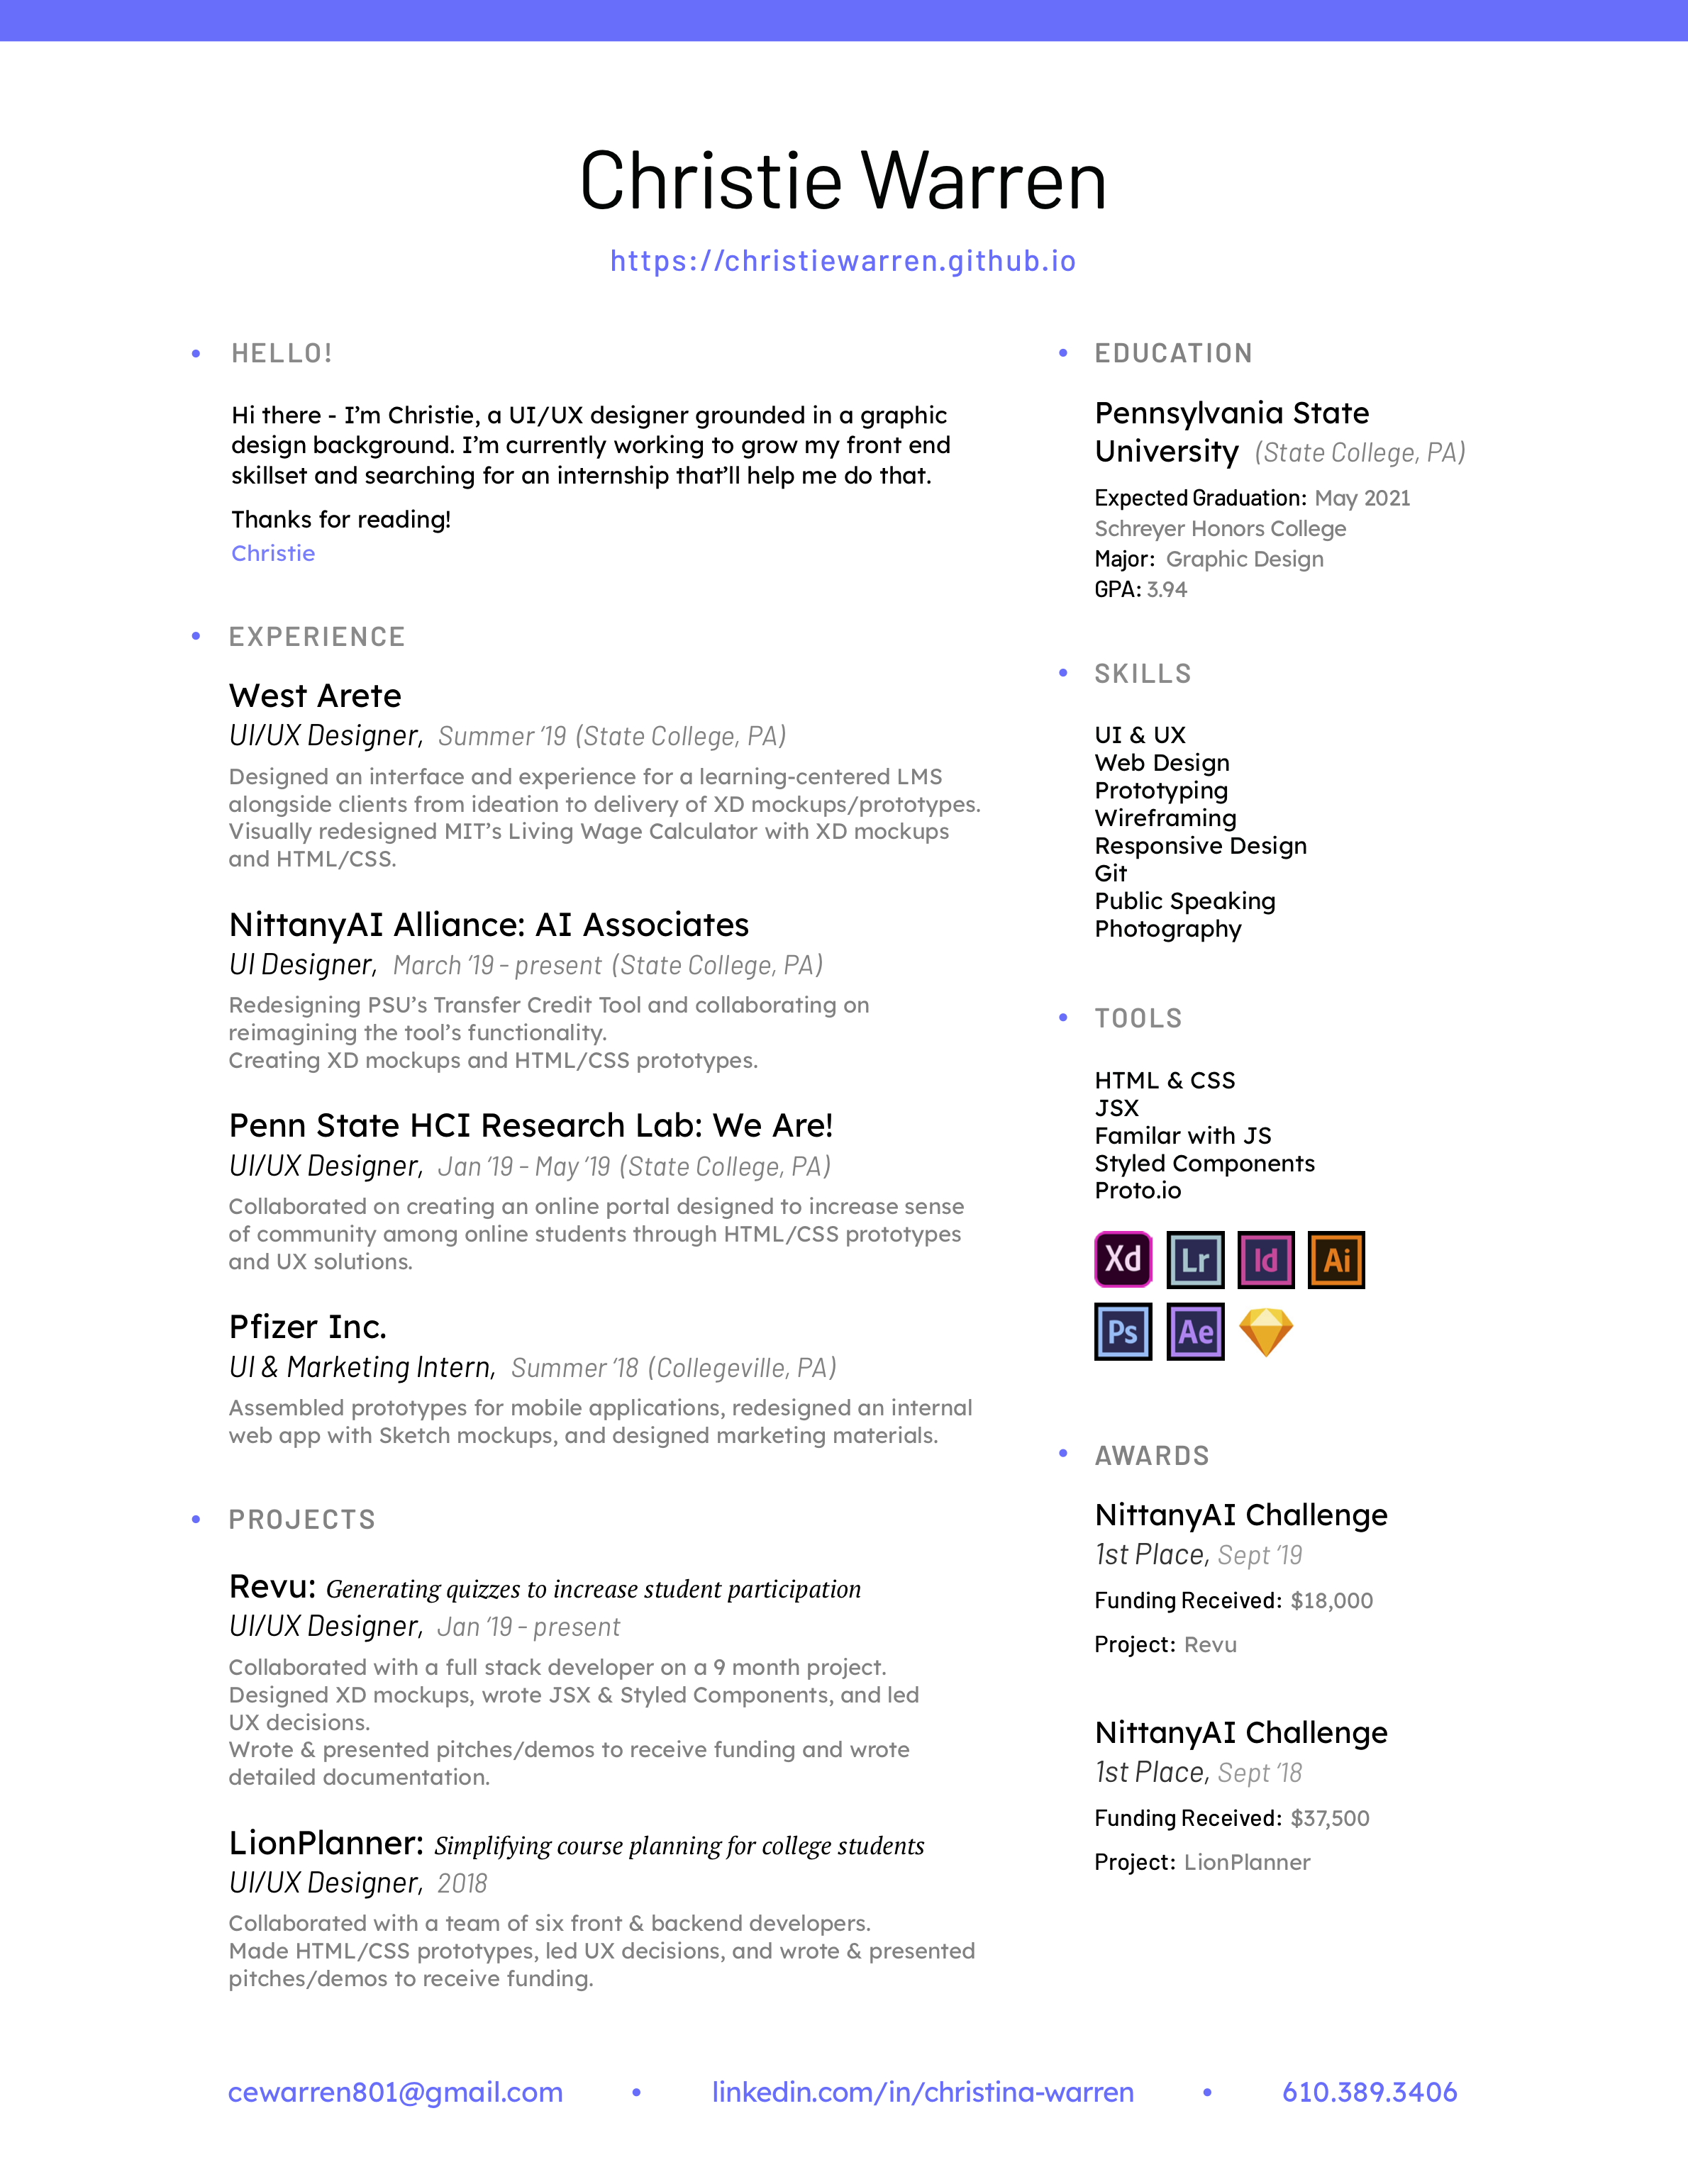 Christie Warren
https://christiewarren.github.io
HELLO!
Hi there - I’m Christie, a UI/UX designer grounded in a graphic
design background. I’m currently working to grow my front end
skillset and searching for an internship that’ll help me do that.
Thanks for reading!
Christie
EXPERIENCE
West Arete
UI/UX Designer, Summer ‘19 (State College, PA)
Designed an interface and experience for a learning-centered LMS
alongside clients from ideation to delivery of XD mockups/prototypes.
Visually redesigned MIT’s Living Wage Calculator with XD mockups
and HTML/CSS.
NittanyAI Alliance: AI Associates
UI Designer, March ‘19 - present (State College, PA)
Redesigning PSU’s Transfer Credit Tool and collaborating on
reimagining the tool’s functionality.
Creating XD mockups and HTML/CSS prototypes.
Penn State HCI Research Lab: We Are!
UI/UX Designer, Jan ‘19 - May ‘19 (State College, PA)
Collaborated on creating an online portal designed to increase sense
of community among online students through HTML/CSS prototypes
and UX solutions.
Pfizer Inc.
UI & Marketing Intern, Summer ‘18 (Collegeville, PA)
Assembled prototypes for mobile applications, redesigned an internal
web app with Sketch mockups, and designed marketing materials.
PROJECTS
Revu: Generating quizzes to increase student participation
UI/UX Designer, Jan ‘19 - present
Collaborated with a full stack developer on a 9 month project.
Designed XD mockups, wrote JSX & Styled Components, and led
UX decisions.
Wrote & presented pitches/demos to receive funding and wrote
detailed documentation.
LionPlanner: Simplifying course planning for college students
UI/UX Designer, 2018
Collaborated with a team of six front & backend developers.
Made HTML/CSS prototypes, led UX decisions, and wrote & presented
pitches/demos to receive funding.
EDUCATION
Pennsylvania State
University (State College, PA)
Expected Graduation: May 2021
Schreyer Honors College
Major: Graphic Design
GPA: 3.94
SKILLS
UI & UX
Web Design
Prototyping
Wireframing
Responsive Design
Git
Public Speaking
Photography
TOOLS
HTML & CSS
JSX
Familar with JS
Styled Components
Proto.io
Xd Lr Id Ai
Ps Ae
AWARDS
NittanyAI Challenge
1st Place, Sept ‘19
Funding Received: $18,000
Project: Revu
NittanyAI Challenge
1st Place, Sept ‘18
Funding Received: $37,500
Project: LionPlanner
cewarren801@gmail.com • linkedin.com/in/christina-warren • 610.389.3406